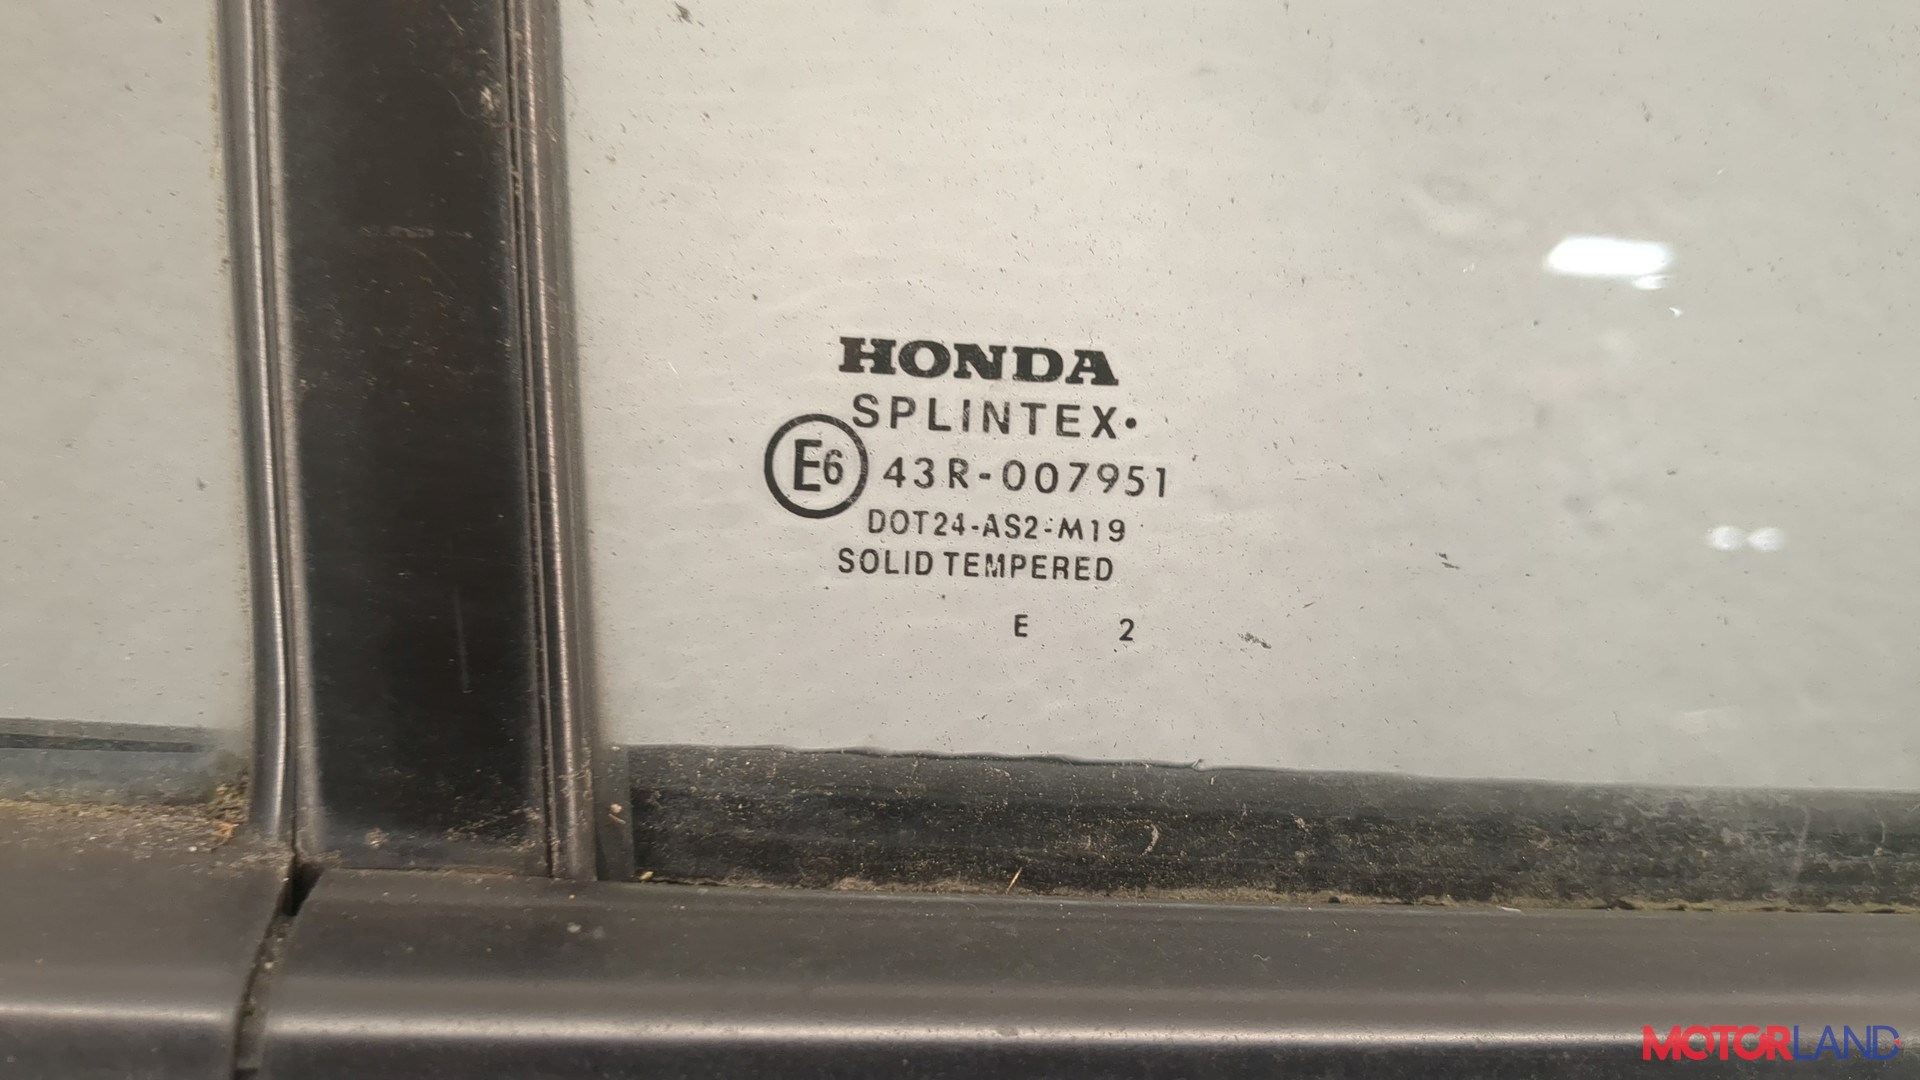 HONDA
SPLINTEX•
E6 43R-007951
DOT24-AS2-M19
SOLID TEMPERED
E 2
MOTORLAND